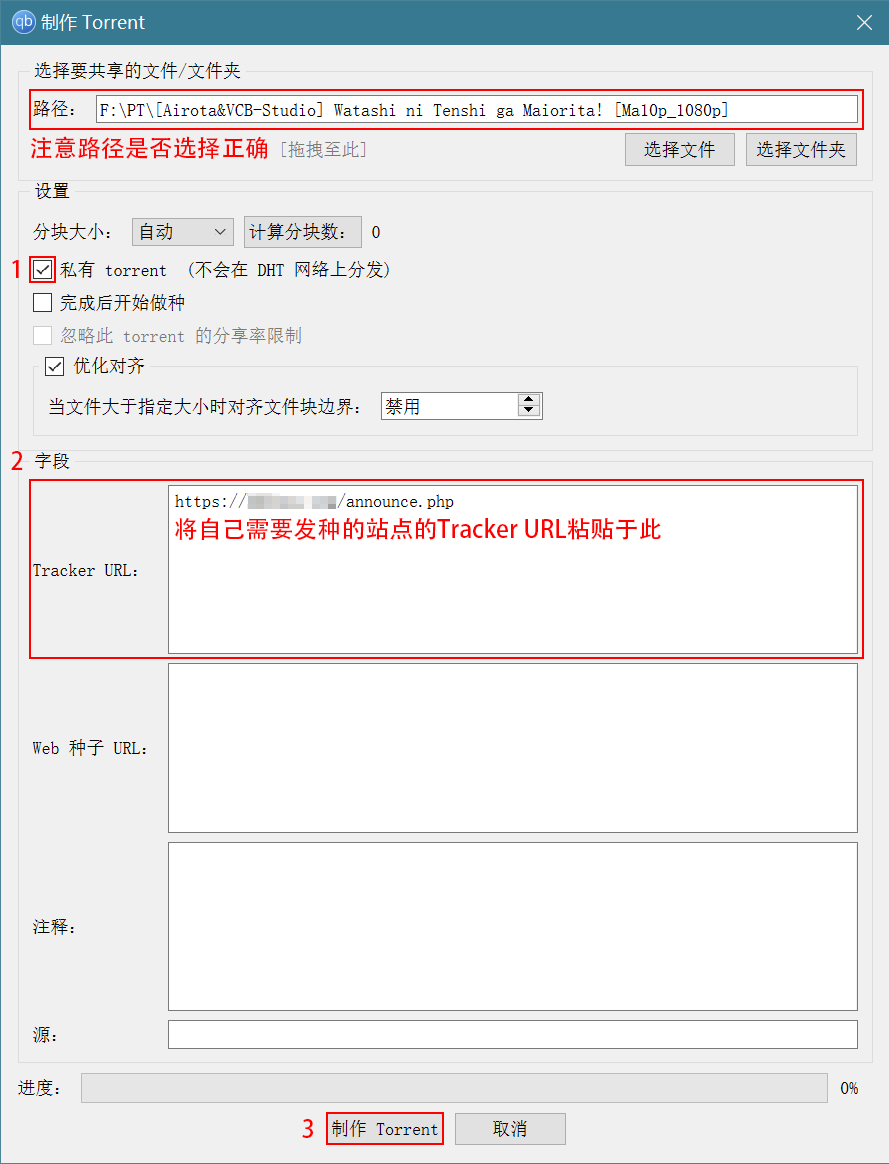 qb 制作 Torrent
选择要共享的文件/文件夹
路径: F:\PT\[Airota&VCB-Studio] Watashi ni Tenshi ga Maiorita! [Ma10p_1080p]
注意路径是否选择正确 [拖拽至此] 选择文件 选择文件夹
设置
分块大小: 自动 计算分块数: 0
1 私有 torrent (不会在 DHT 网络上分发)
完成后开始做种
忽略此 torrent 的分享率限制
优化对齐
当文件大于指定大小时对齐文件块边界: 禁用
2 字段
https:// /announce.php
将自己需要发种的站点的Tracker URL粘贴于此
Tracker URL:
Web 种子 URL:
注释:
源:
进度: 0%
3 制作 Torrent 取消